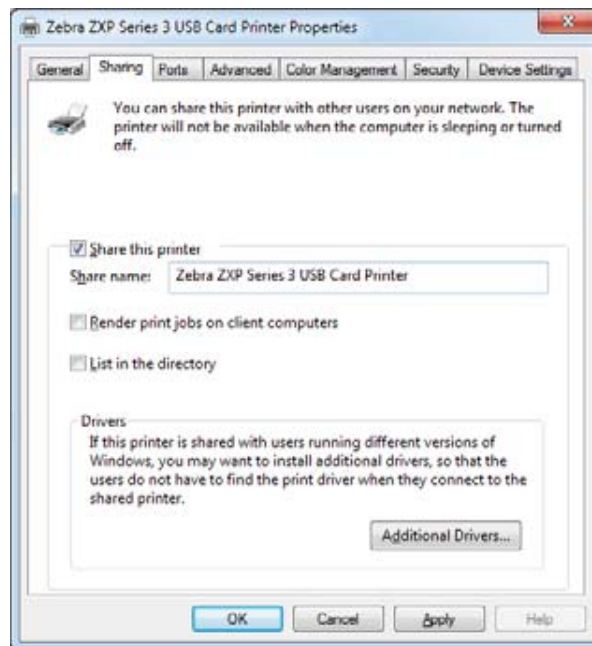 Zebra ZXP Series 3 USB Card Printer Properties
General Sharing Ports Advanced Color Management Security Device Settings
You can share this printer with other users on your network. The
printer will not be available when the computer is sleeping or turned
off.
Share this printer
Share name: Zebra ZXP Series 3 USB Card Printer
Render print jobs on client computers
List in the directory
Drivers
If this printer is shared with users running different versions of
Windows, you may want to install additional drivers, so that the
users do not have to find the print driver when they connect to the
shared printer.
Additional Drivers...
OK Cancel Apply Help